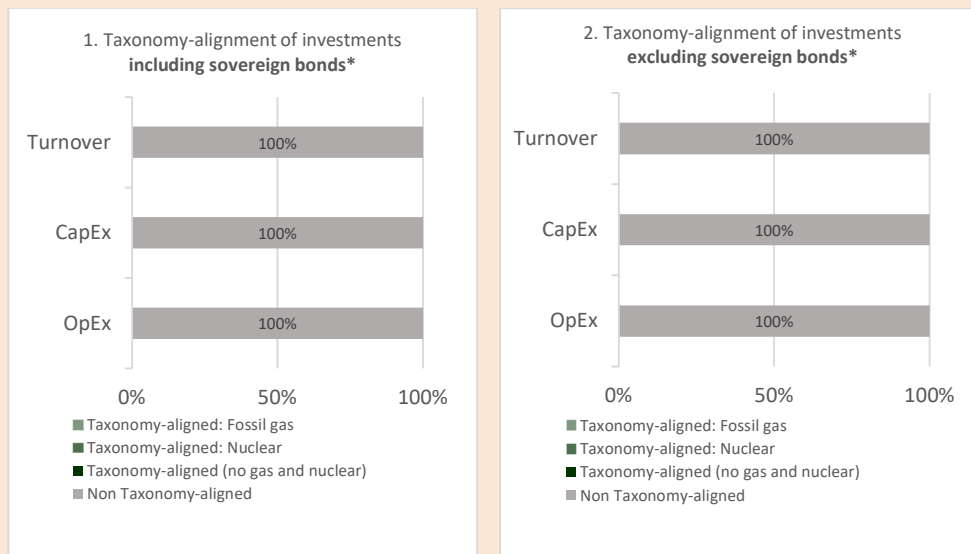 1. Taxonomy-alignment of investments
including sovereign bonds*
Turnover
100%
CapEx
100%
OpEx
100%
0%
50%
100%
Taxonomy-aligned: Fossil gas
Taxonomy-aligned: Nuclear
Taxonomy-aligned (no gas and nuclear)
Non Taxonomy-aligned
2. Taxonomy-alignment of investments
excluding sovereign bonds*
Turnover
100%
CapEx
100%
OpEx
100%
0%
50%
100%
Taxonomy-aligned: Fossil gas
Taxonomy-aligned: Nuclear
Taxonomy-aligned (no gas and nuclear)
Non Taxonomy-aligned